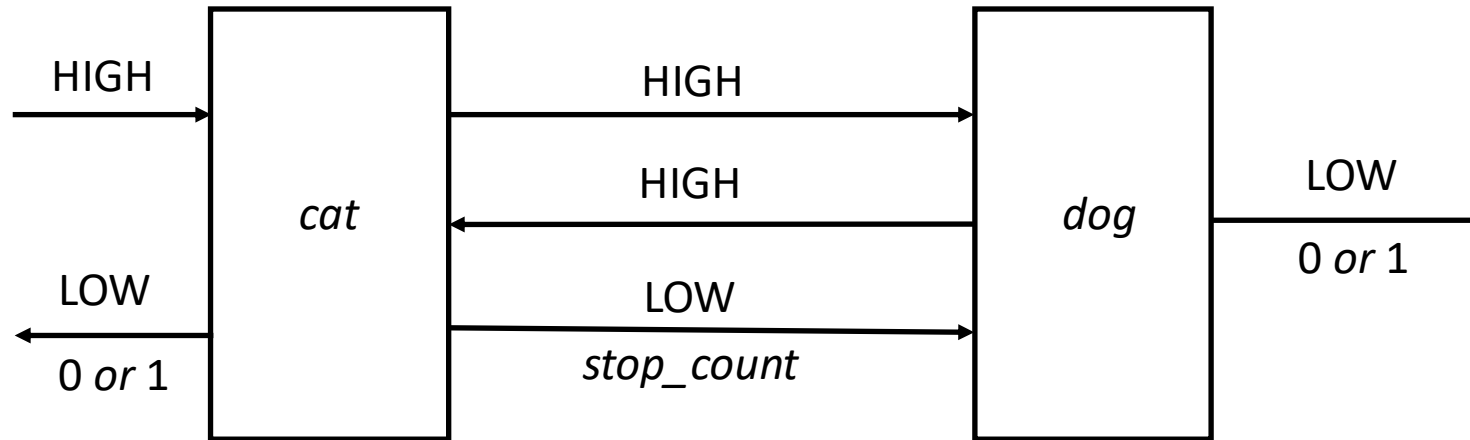 HIGH
HIGH
HIGH
LOW
cat
dog
LOW
0 or 1
LOW
stop_count
0 or 1